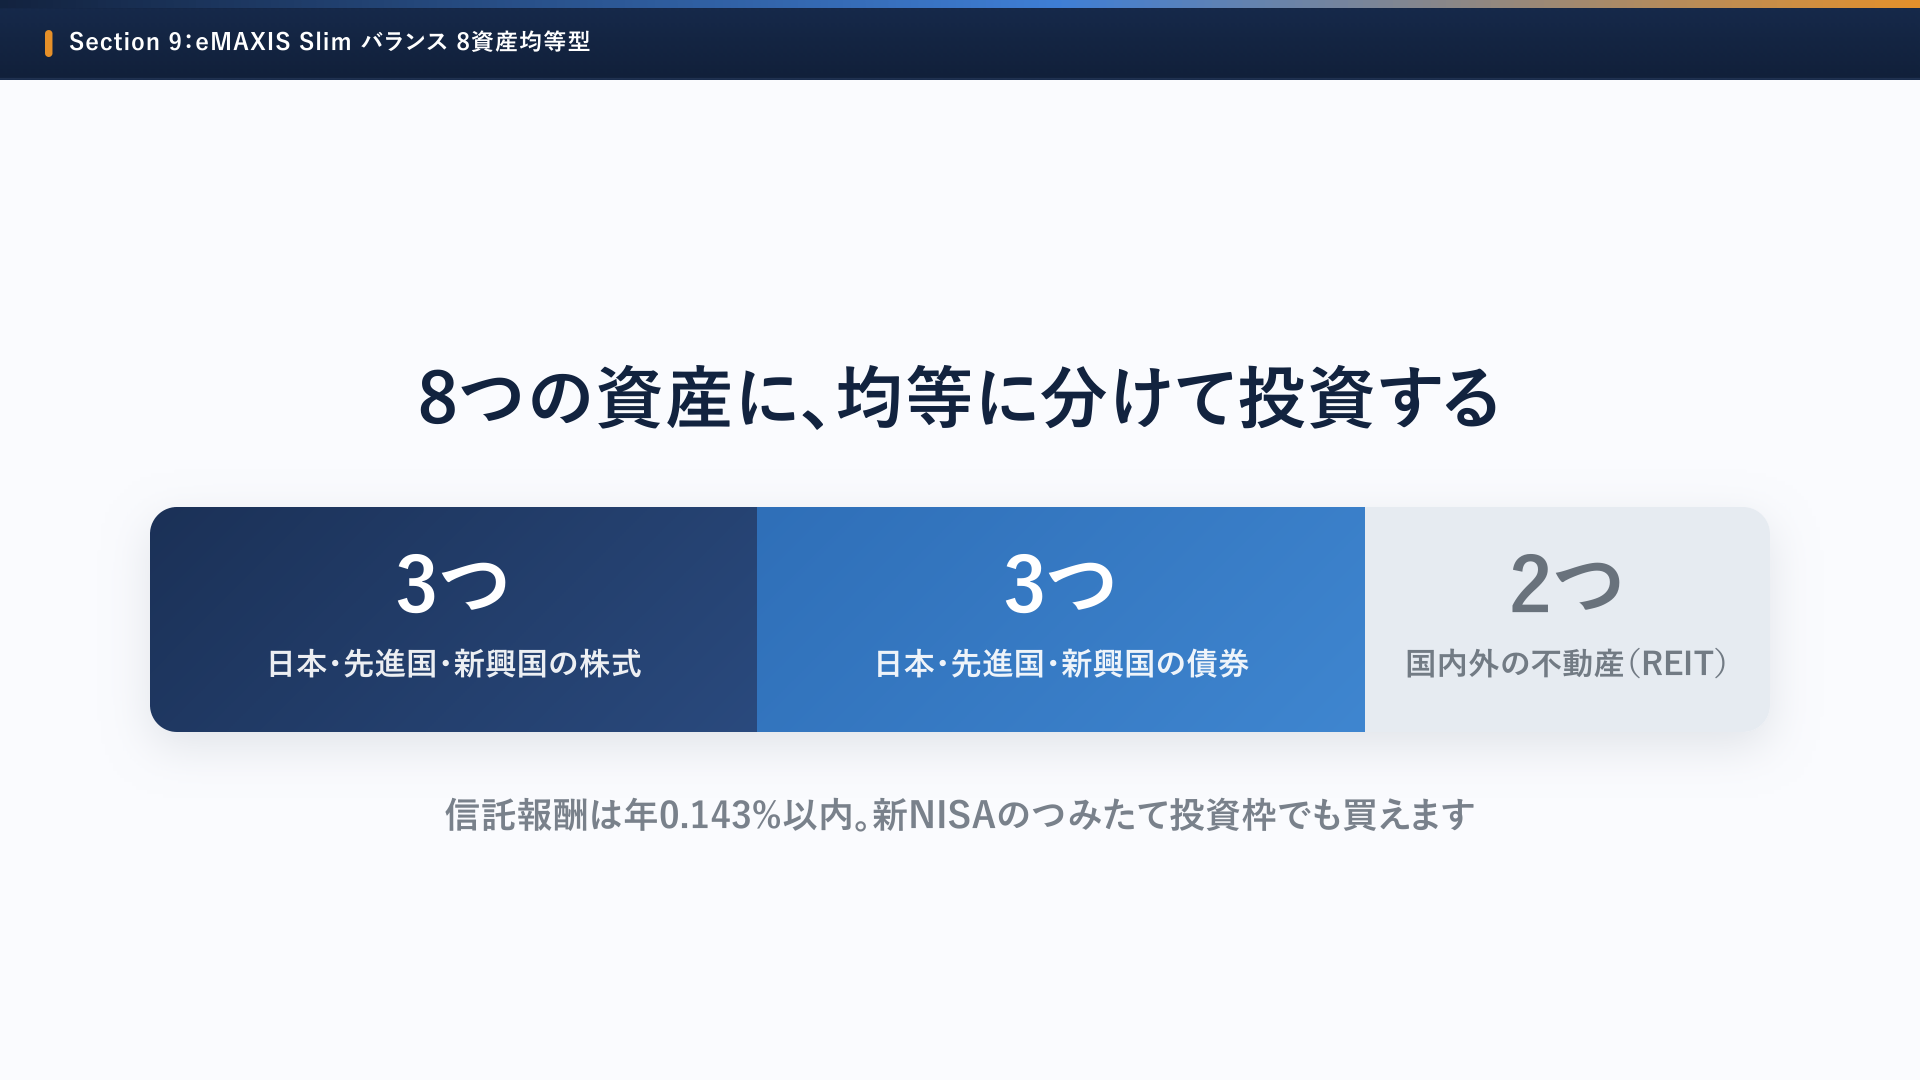 Section 9：eMAXIS Slim バランス 8資産均等型
8つの資産に、均等に分けて投資する
3つ
日本・先進国・新興国の株式
3つ
日本・先進国・新興国の債券
2つ
国内外の不動産（REIT）
信託報酬は年0.143%以内。新NISAのつみたて投資枠でも買えます